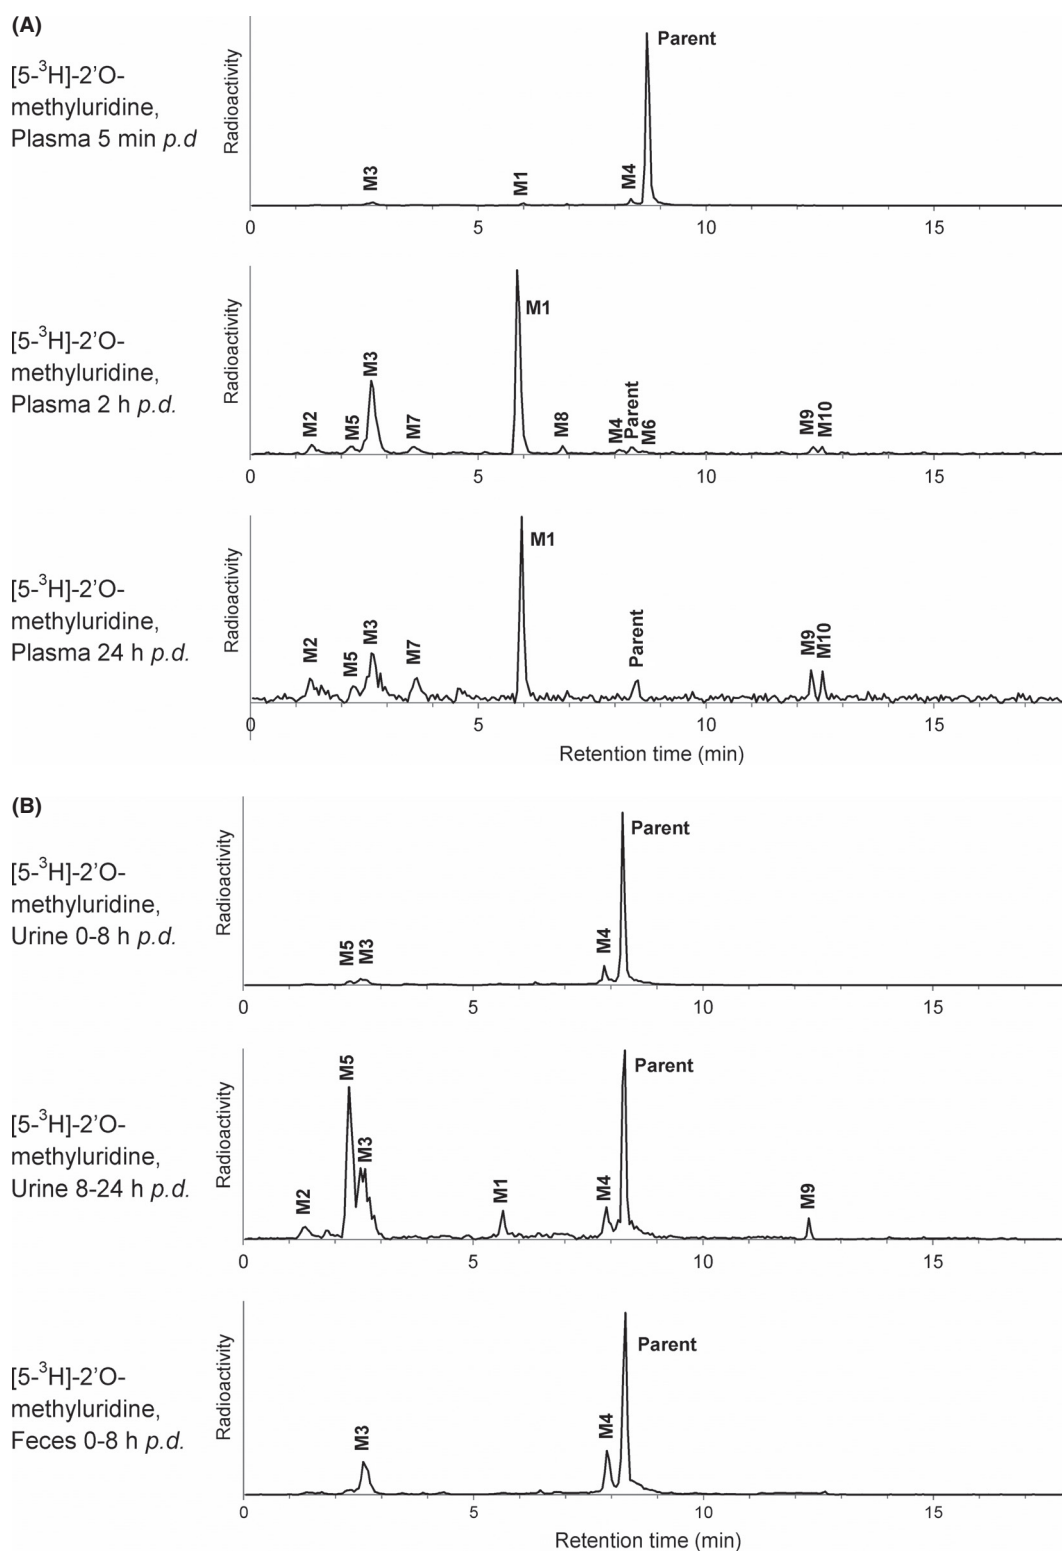 (A)
[5-³H]-2'O-
methyluridine,
Plasma 5 min p.d
Radioactivity
M3
M1
M4
Parent
0 5 10 15
[5-³H]-2'O-
methyluridine,
Plasma 2 h p.d.
Radioactivity
M2
M5
M3
M7
M1
M8
M4
Parent
M6
M9
M10
0 5 10 15
[5-³H]-2'O-
methyluridine,
Plasma 24 h p.d.
Radioactivity
M2
M5
M3
M7
M1
Parent
M9
M10
0 5 10 15
Retention time (min)
(B)
[5-³H]-2'O-
methyluridine,
Urine 0-8 h p.d.
Radioactivity
M5
M3
M4
Parent
0 5 10 15
[5-³H]-2'O-
methyluridine,
Urine 8-24 h p.d.
Radioactivity
M2
M5
M3
M1
M4
Parent
M9
0 5 10 15
[5-³H]-2'O-
methyluridine,
Feces 0-8 h p.d.
Radioactivity
M3
M4
Parent
0 5 10 15
Retention time (min)